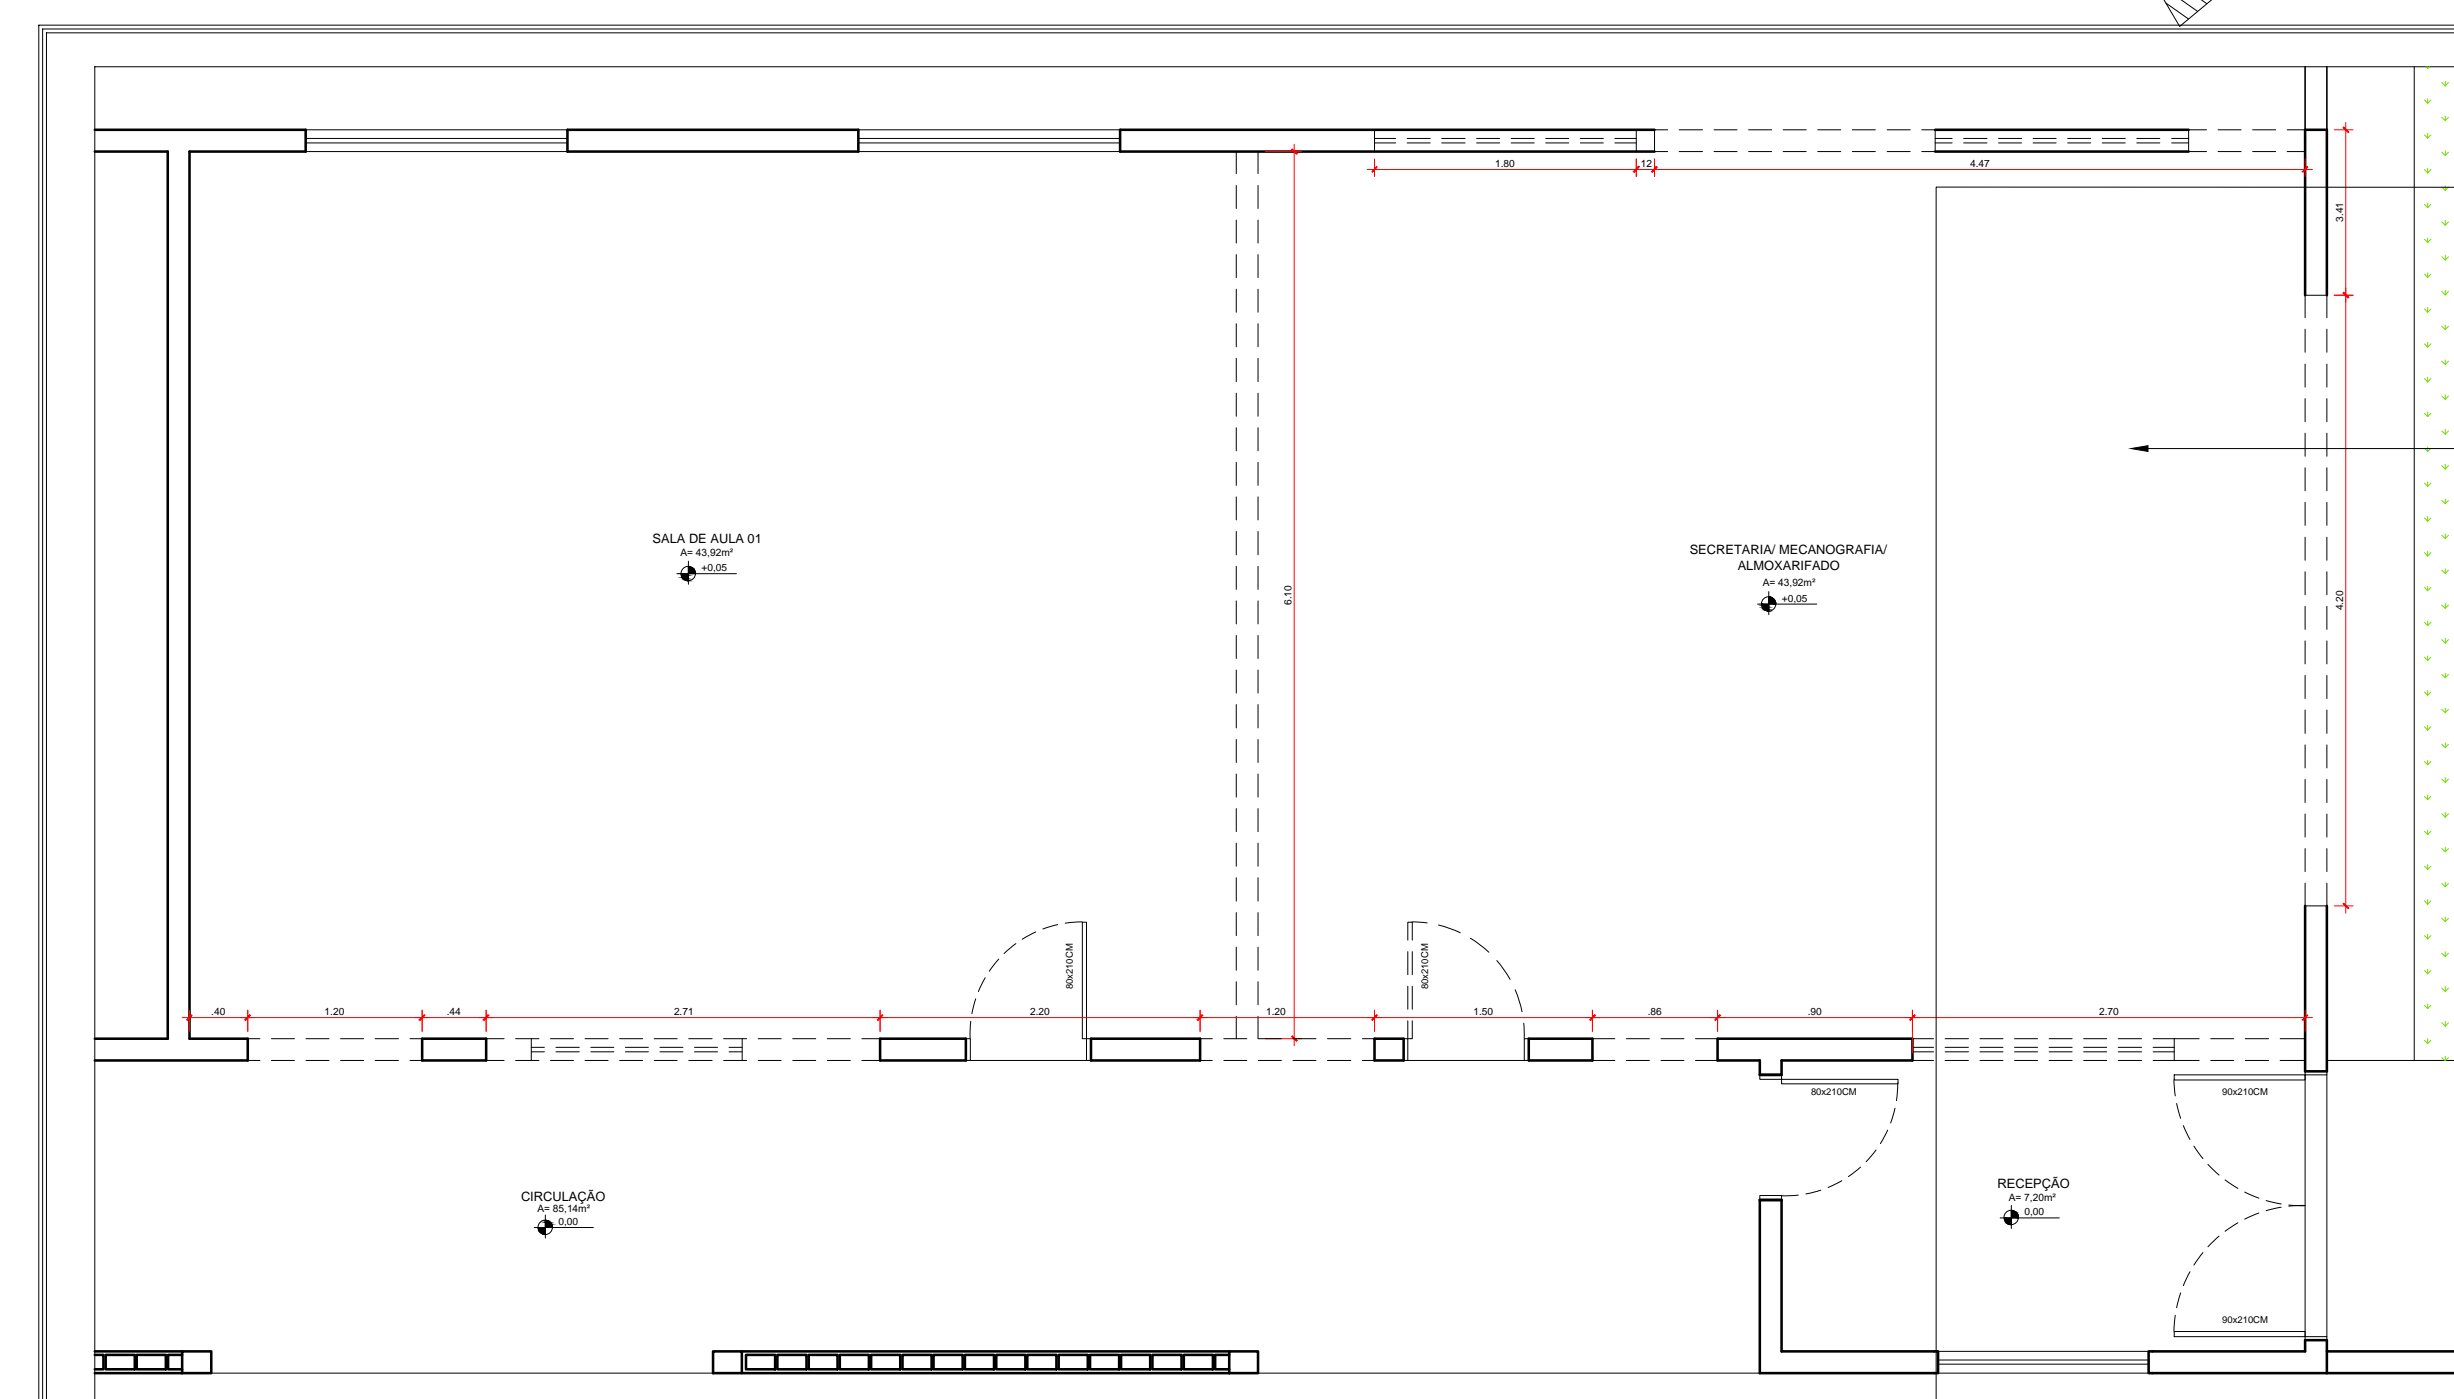 1.80
12
4.47
3.41
SALA DE AULA 01
A= 43,92m²
+0,05
SECRETARIA/ MECANOGRAFIA/
ALMOXARIFADO
A= 43,92m²
+0,05
6.10
4.20
80x210CM
80x210CM
.40
1.20
.44
2.71
2.20
1.20
1.50
.86
.90
2.70
80x210CM
90x210CM
CIRCULAÇÃO
A= 85,14m²
0,00
RECEPÇÃO
A= 7,20m²
0,00
90x210CM